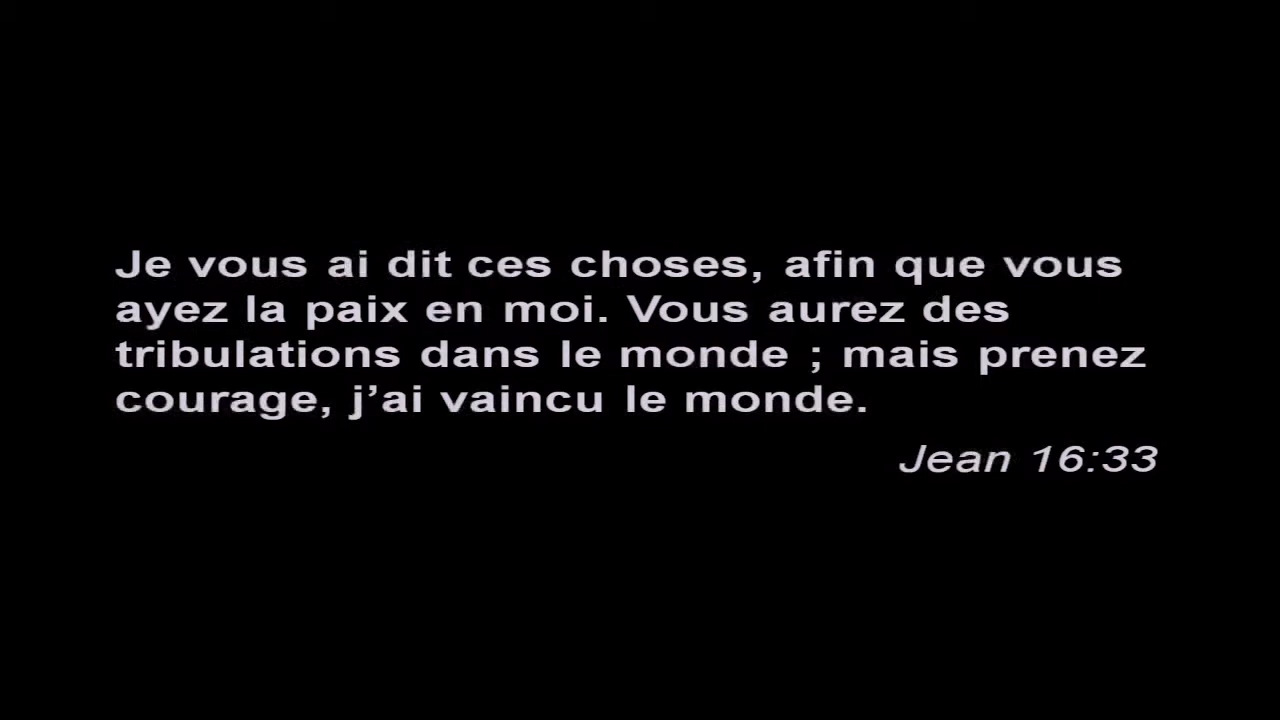 Je vous ai dit ces choses, afin que vous
ayez la paix en moi. Vous aurez des
tribulations dans le monde ; mais prenez
courage, j’ai vaincu le monde.
Jean 16:33